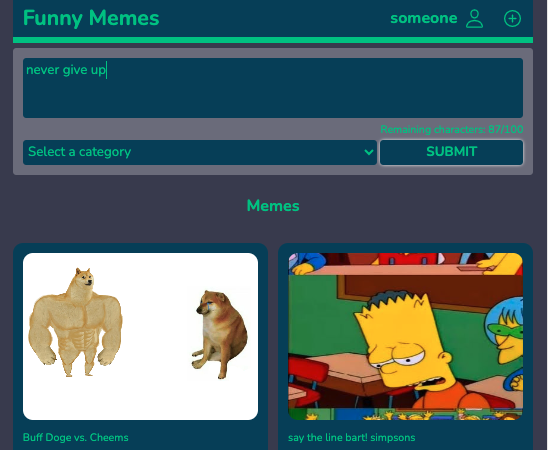 Funny Memes
someone
never give up
Remaining characters: 87/100
Select a category
SUBMIT
Memes
Buff Doge vs. Cheems
say the line bart! simpsons